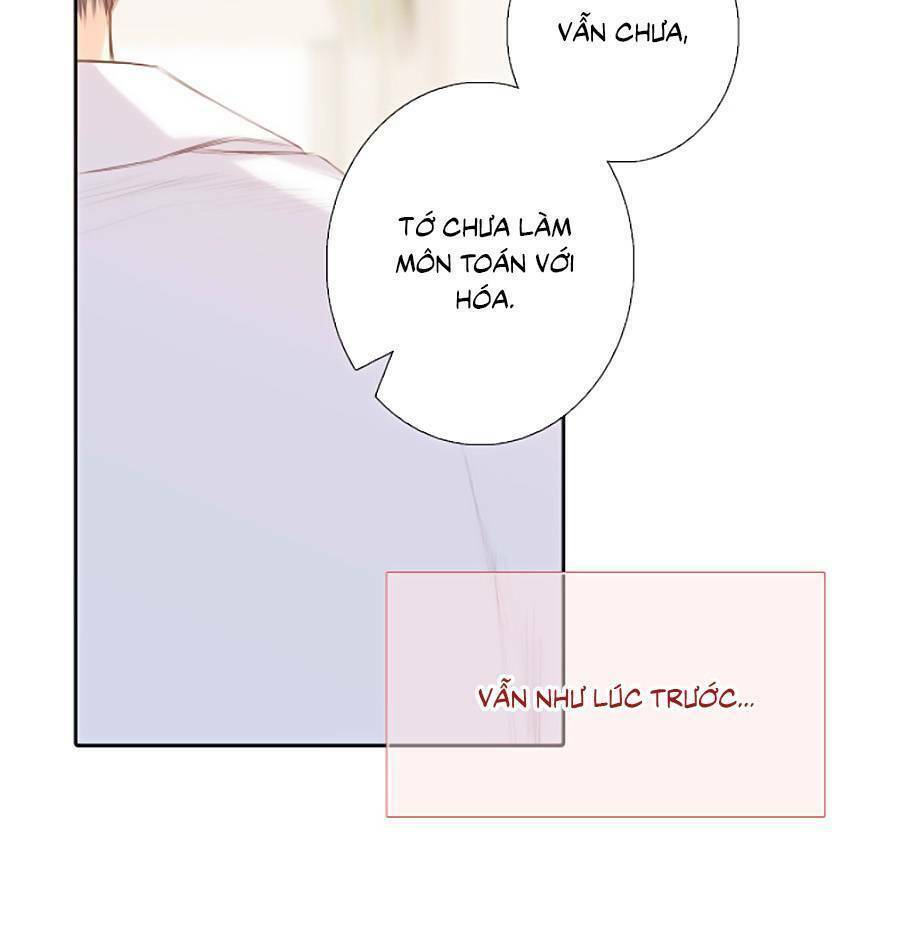 VẪN CHƯA,
TỚ CHƯA LÀM
MÔN TOÁN VỚI
HÓA.
VẪN NHƯ LÚC TRƯỚC...